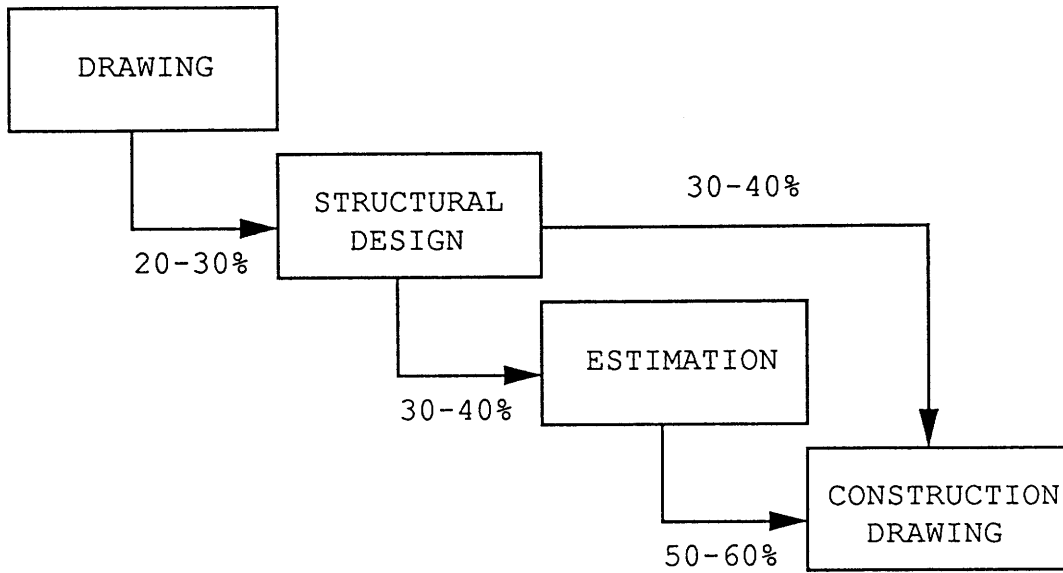 DRAWING
STRUCTURAL
DESIGN
30-40%
20-30%
ESTIMATION
30-40%
CONSTRUCTION
DRAWING
50-60%